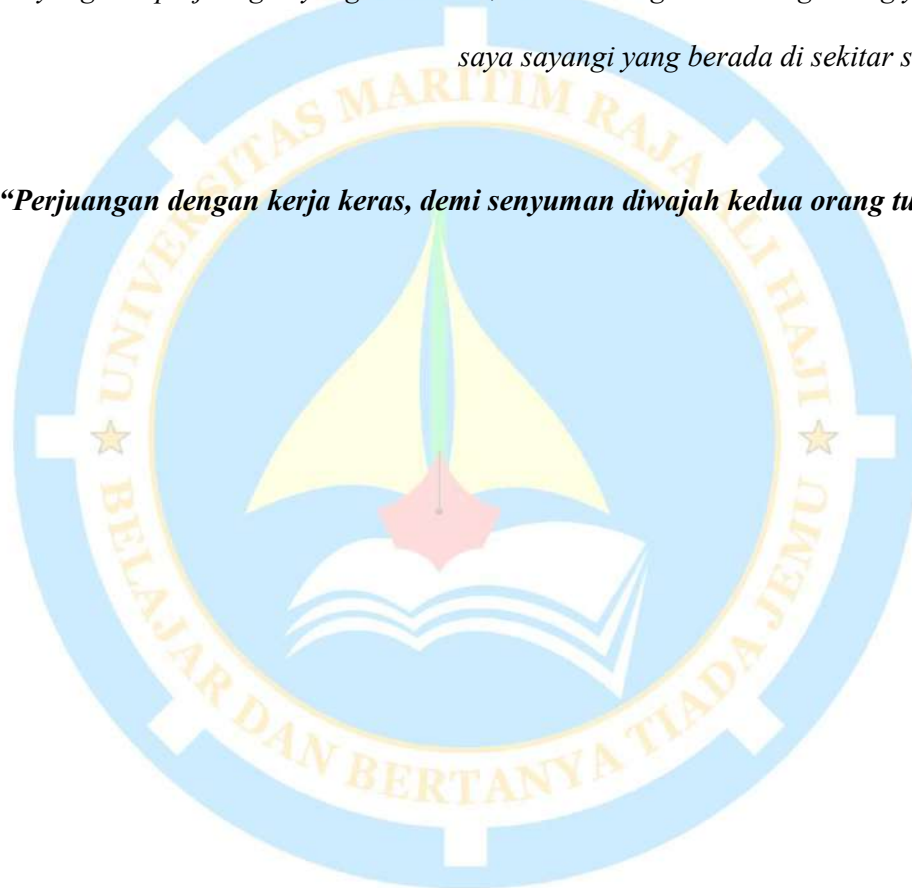 saya sayangi yang berada di sekitar
“Perjuangan dengan kerja keras, demi senyuman diwajah kedua orang
UNIVERSITAS MARITIM RAJA ALI HAJI
BELAJAR DAN BERTANYA TIADA JEMU